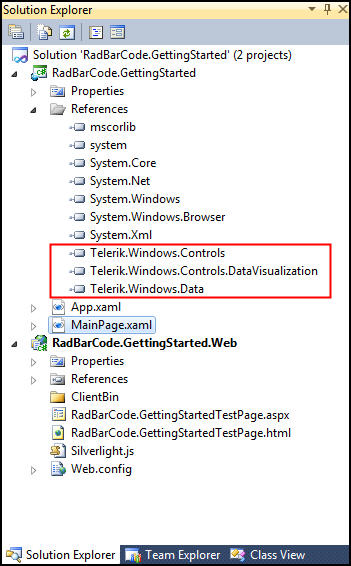 Solution Explorer
Solution 'RadBarCode.GettingStarted' (2 projects)
RadBarCode.GettingStarted
Properties
References
mscorlib
system
System.Core
System.Net
System.Windows
System.Windows.Browser
System.Xml
Telerik.Windows.Controls
Telerik.Windows.Controls.DataVisualization
Telerik.Windows.Data
App.xaml
MainPage.xaml
RadBarCode.GettingStarted.Web
Properties
References
ClientBin
RadBarCode.GettingStartedTestPage.aspx
RadBarCode.GettingStartedTestPage.html
Silverlight.js
Web.config
Solution Explorer Team Explorer Class View